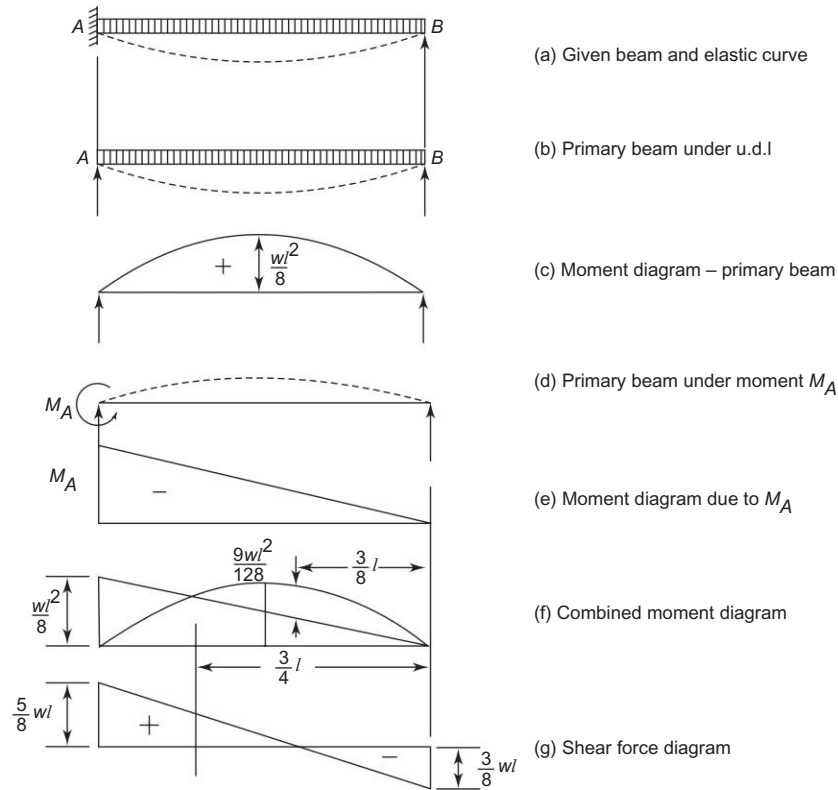 A B
(a) Given beam and elastic curve
A B
(b) Primary beam under u.d.l
+ wl²/8
(c) Moment diagram – primary beam
M_A
(d) Primary beam under moment M_A
M_A –
(e) Moment diagram due to M_A
wl²/8 9wl²/128 3/8 l
(f) Combined moment diagram
3/4 l
5/8 wl + – 3/8 wl
(g) Shear force diagram